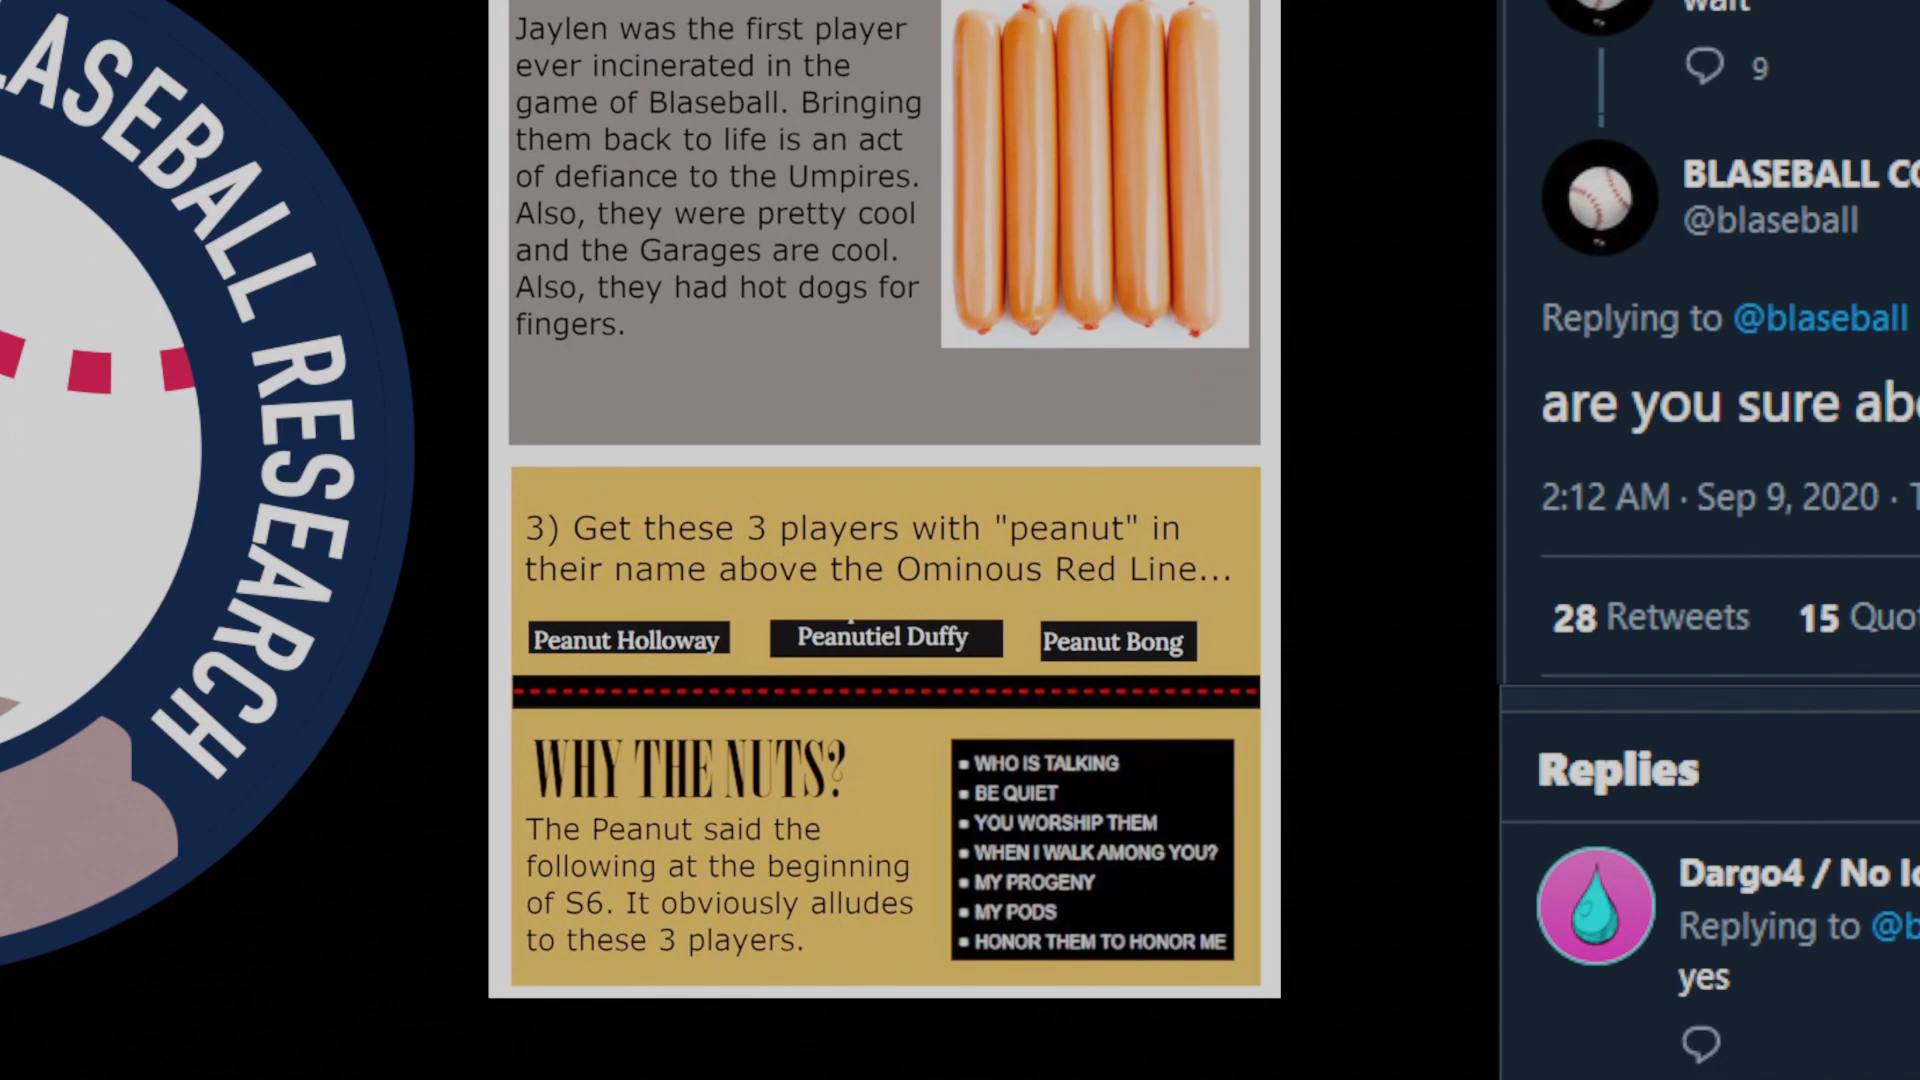 LASEBALL RESEARCH
Jaylen was the first player
ever incinerated in the
game of Blaseball. Bringing
them back to life is an act
of defiance to the Umpires.
Also, they were pretty cool
and the Garages are cool.
Also, they had hot dogs for
fingers.
3) Get these 3 players with "peanut" in
their name above the Ominous Red Line...
Peanut Holloway
Peanutiel Duffy
Peanut Bong
WHY THE NUTS?
The Peanut said the
following at the beginning
of S6. It obviously alludes
to these 3 players.
WHO IS TALKING
BE QUIET
YOU WORSHIP THEM
WHEN I WALK AMONG YOU?
MY PROGENY
MY PODS
HONOR THEM TO HONOR ME
wait
9
BLASEBALL CO
@blaseball
Replying to @blaseball
are you sure abo
2:12 AM · Sep 9, 2020 · T
28 Retweets 15 Quot
Replies
Dargo4 / No Ic
Replying to @b
yes